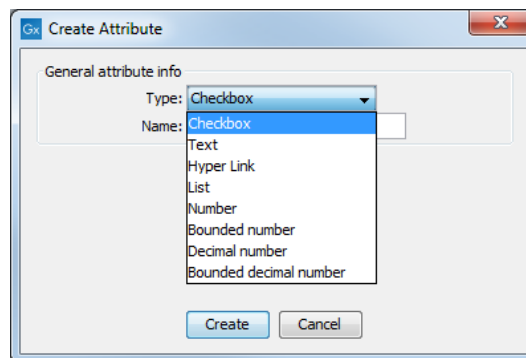 Gx Create Attribute
General attribute info
Type: Checkbox
Name:
Checkbox
Text
Hyper Link
List
Number
Bounded number
Decimal number
Bounded decimal number
Create Cancel